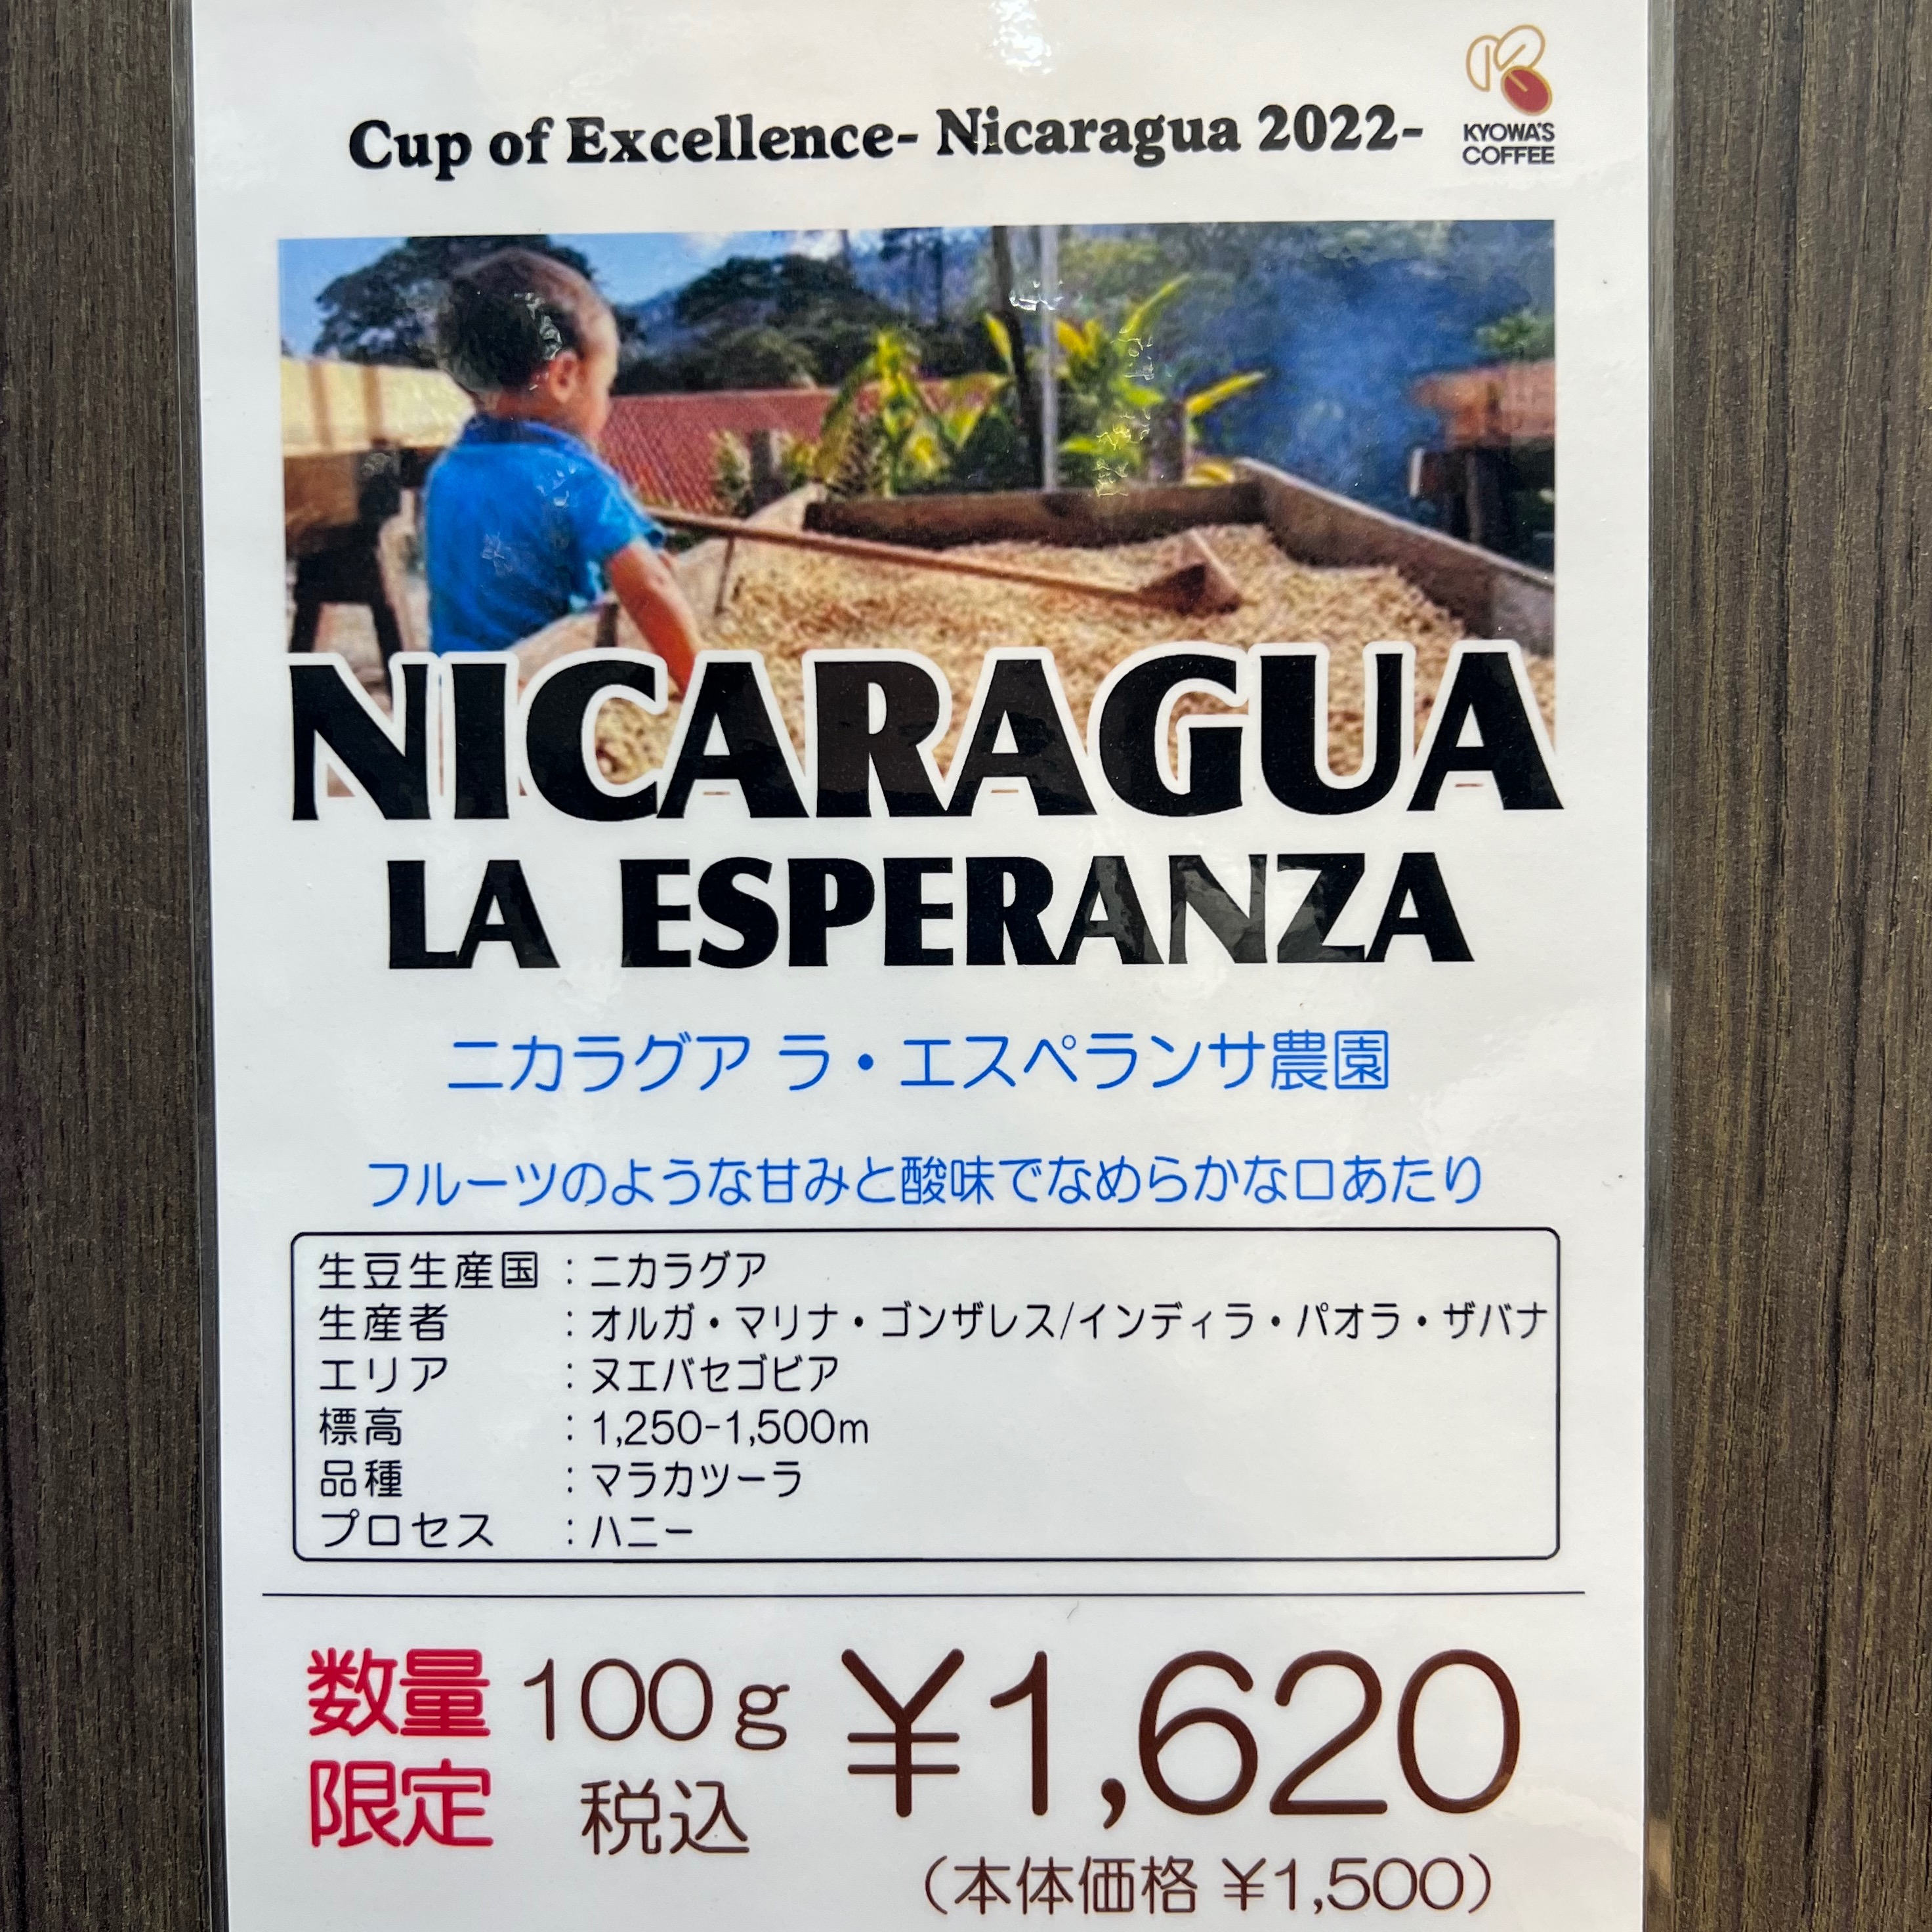 Cup of Excellence- Nicaragua 2022-
KYOWA'S
COFFEE
NICARAGUA
LA ESPERANZA
ニカラグア ラ・エスペランサ農園
フルーツのような甘みと酸味でなめらかな口あたり
生豆生産国 : ニカラグア
生産者 : オルガ・マリナ・ゴンザレス/インディラ・パオラ・ザバナ
エリア : ヌエバセゴビア
標高 : 1,250-1,500m
品種 : マラカツーラ
プロセス : ハニー
数量限定
100g
税込
¥1,620
(本体価格 ¥1,500)